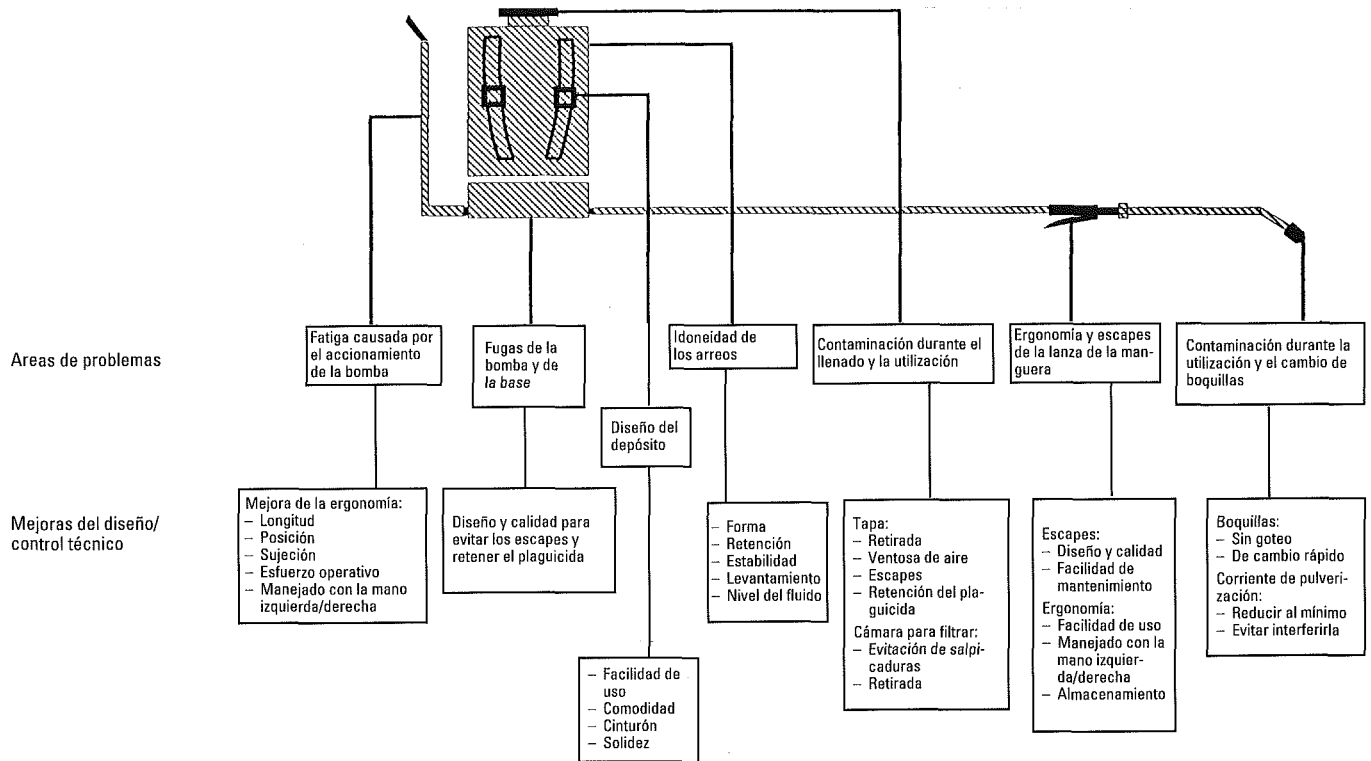 Areas de problemas
Fatiga causada por
el accionamiento
de la bomba
Fugas de la
bomba y de
la base
Diseño del
depósito
Idoneidad de
los arreos
Contaminación durante el
llenado y la utilización
Ergonomía y escapes
de la lanza de la man-
guera
Contaminación durante la
utilización y el cambio de
boquillas
Mejoras del diseño/
control técnico
Mejora de la ergonomía:
– Longitud
– Posición
– Sujeción
– Esfuerzo operativo
– Manejado con la mano
izquierda/derecha
Diseño y calidad para
evitar los escapes y
retener el plaguicida
– Facilidad de
uso
– Comodidad
– Cinturón
– Solidez
– Forma
– Retención
– Estabilidad
– Levantamiento
– Nivel del fluido
Tapa:
– Retirada
– Ventosa de aire
– Escapes
– Retención del pla-
guicida
Cámara para filtrar:
– Evitación de salpi-
caduras
– Retirada
Escapes:
– Diseño y calidad
– Facilidad de
mantenimiento
Ergonomía:
– Facilidad de uso
– Manejado con la
mano izquier-
da/derecha
– Almacenamiento
Boquillas:
– Sin goteo
– De cambio rápido
Corriente de pulveri-
zación:
– Reducir al mínimo
– Evitar interferirla